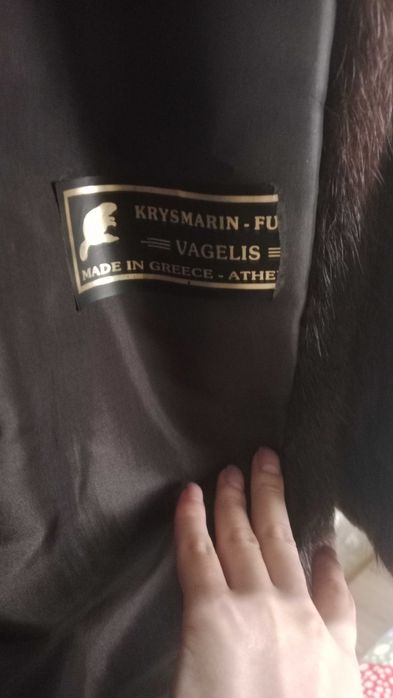 KRYSMARIN - FU
VAGELIS
MADE IN GREECE - ATHE